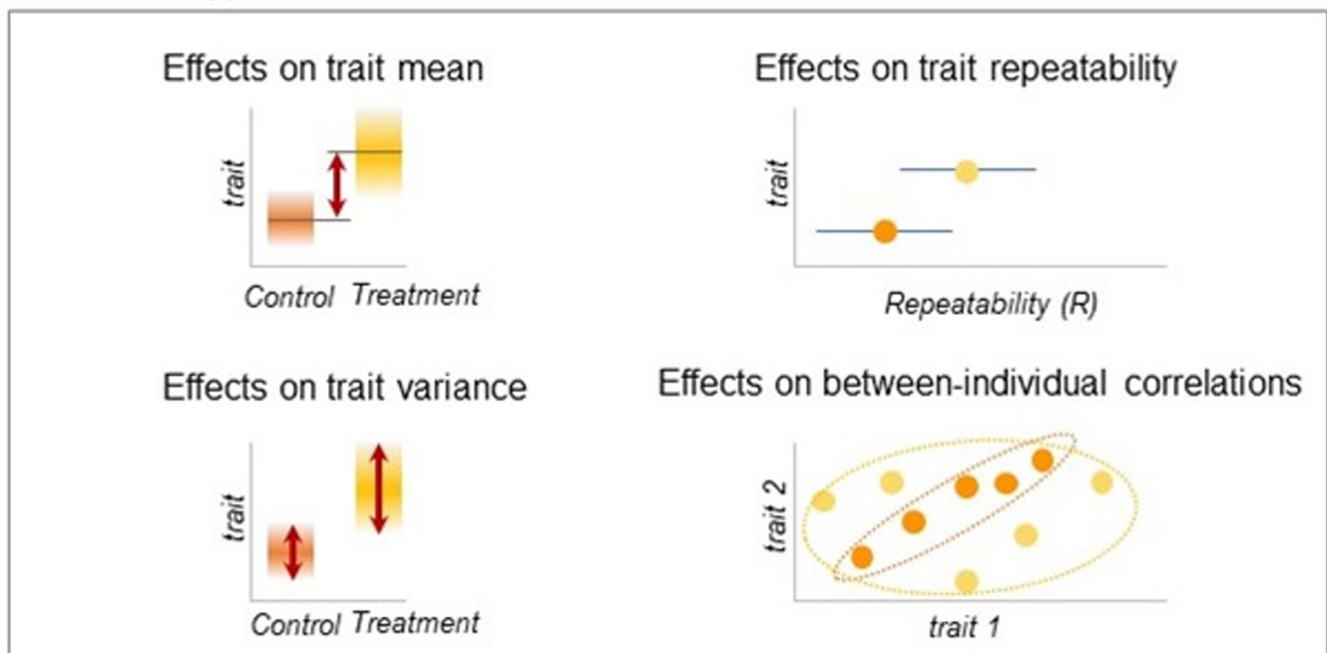 Effects on trait mean
trait
Control Treatment
Effects on trait repeatability
trait
Repeatability (R)
Effects on trait variance
trait
Control Treatment
Effects on between-individual correlations
trait 2
trait 1